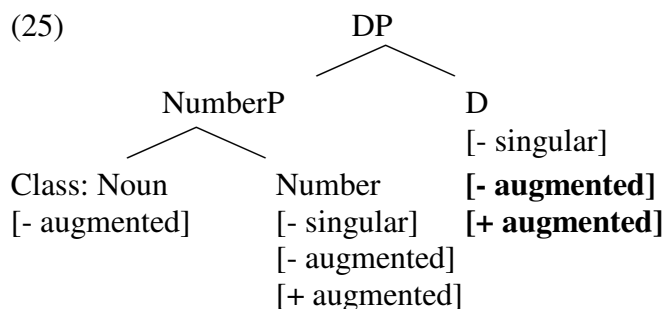 (25) DP
NumberP D
[- singular]
Class: Noun Number [- augmented]
[- augmented] [- singular] [+ augmented]
[- augmented]
[+ augmented]